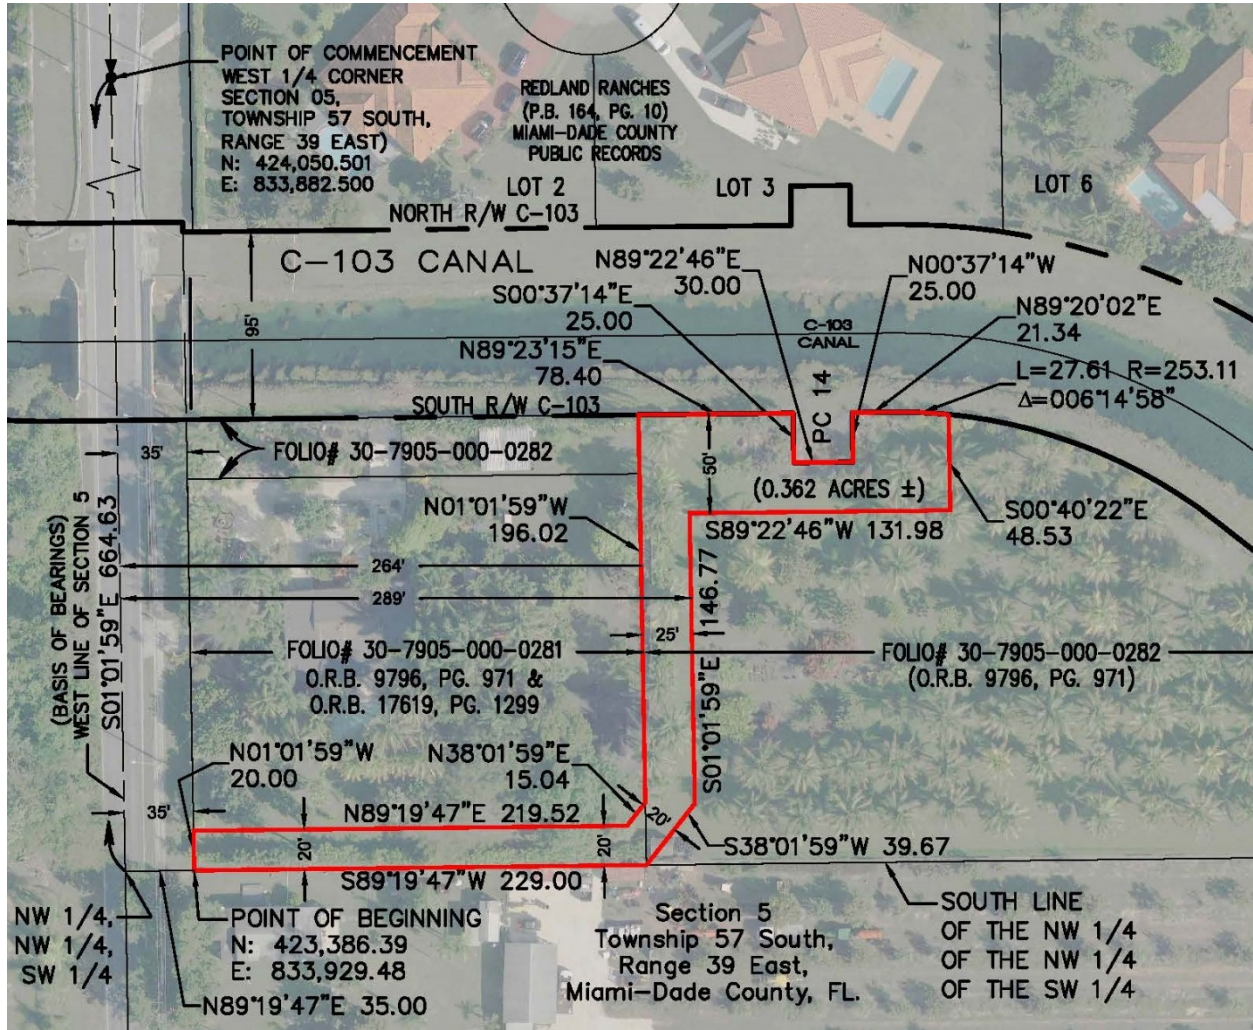 POINT OF COMMENCEMENT
WEST 1/4 CORNER
SECTION 05,
TOWNSHIP 57 SOUTH,
RANGE 39 EAST)
N: 424,050.501
E: 833,882.500
REDLAND RANCHES
(P.B. 164, PG. 10)
MIAMI-DADE COUNTY
PUBLIC RECORDS
LOT 2
LOT 3
LOT 6
NORTH R/W C-103
C-103 CANAL
95'
N89°22'46"E
30.00
N00°37'14"W
25.00
S00°37'14"E
25.00
N89°20'02"E
21.34
C-103
CANAL
N89°23'15"E
78.40
L=27.61 R=253.11
Δ=006°14'58"
SOUTH R/W C-103
PC 14
35'
FOLIO# 30-7905-000-0282
50'
(0.362 ACRES ±)
N01°01'59"W
196.02
S89°22'46"W 131.98
S00°40'22"E
48.53
(BASIS OF BEARINGS)
WEST LINE OF SECTION 5
S01°01'59"E 664.63
264'
289'
25'
S01°01'59"E 146.77
FOLIO# 30-7905-000-0281
O.R.B. 9796, PG. 971 &
O.R.B. 17619, PG. 1299
FOLIO# 30-7905-000-0282
(O.R.B. 9796, PG. 971)
N01°01'59"W
20.00
N38°01'59"E
15.04
35'
N89°19'47"E 219.52
20'
20'
20'
S38°01'59"W 39.67
S89°19'47"W 229.00
NW 1/4,
NW 1/4,
SW 1/4
POINT OF BEGINNING
N: 423,386.39
E: 833,929.48
N89°19'47"E 35.00
Section 5
Township 57 South,
Range 39 East,
Miami-Dade County, FL.
SOUTH LINE
OF THE NW 1/4
OF THE NW 1/4
OF THE SW 1/4